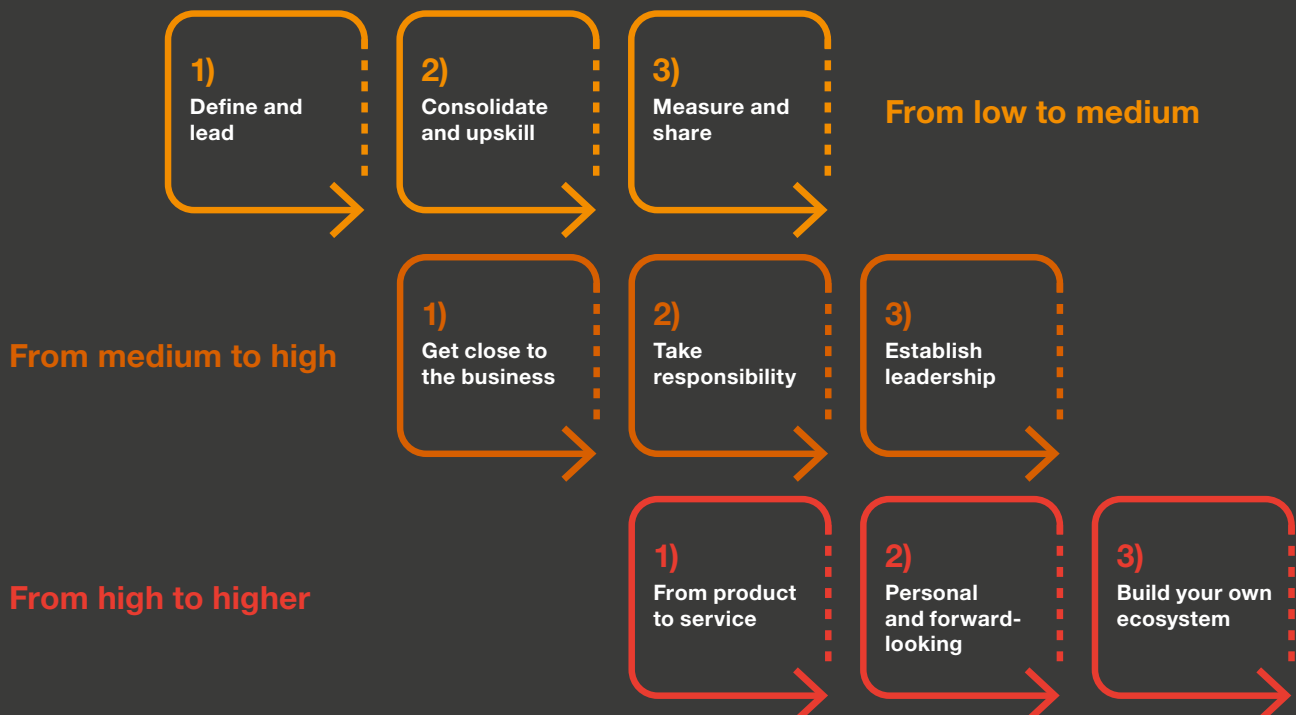 1)
Define and
lead
2)
Consolidate
and upskill
3)
Measure and
share
From low to medium
From medium to high
1)
Get close to
the business
2)
Take
responsibility
3)
Establish
leadership
From high to higher
1)
From product
to service
2)
Personal
and forward-
looking
3)
Build your own
ecosystem